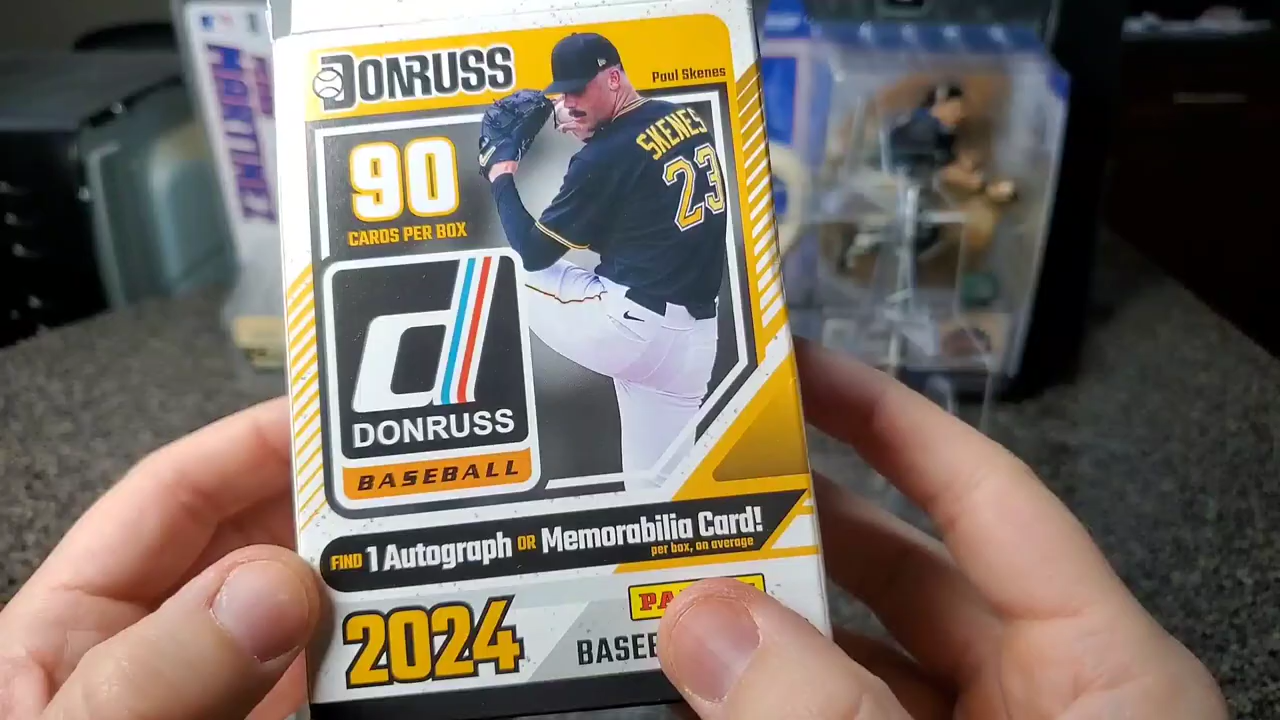 DONRUSS
Paul Skenes
SKENES
23
90
CARDS PER BOX
DONRUSS
BASEBALL
FIND 1 Autograph OR Memorabilia Card!
per box, on average
2024